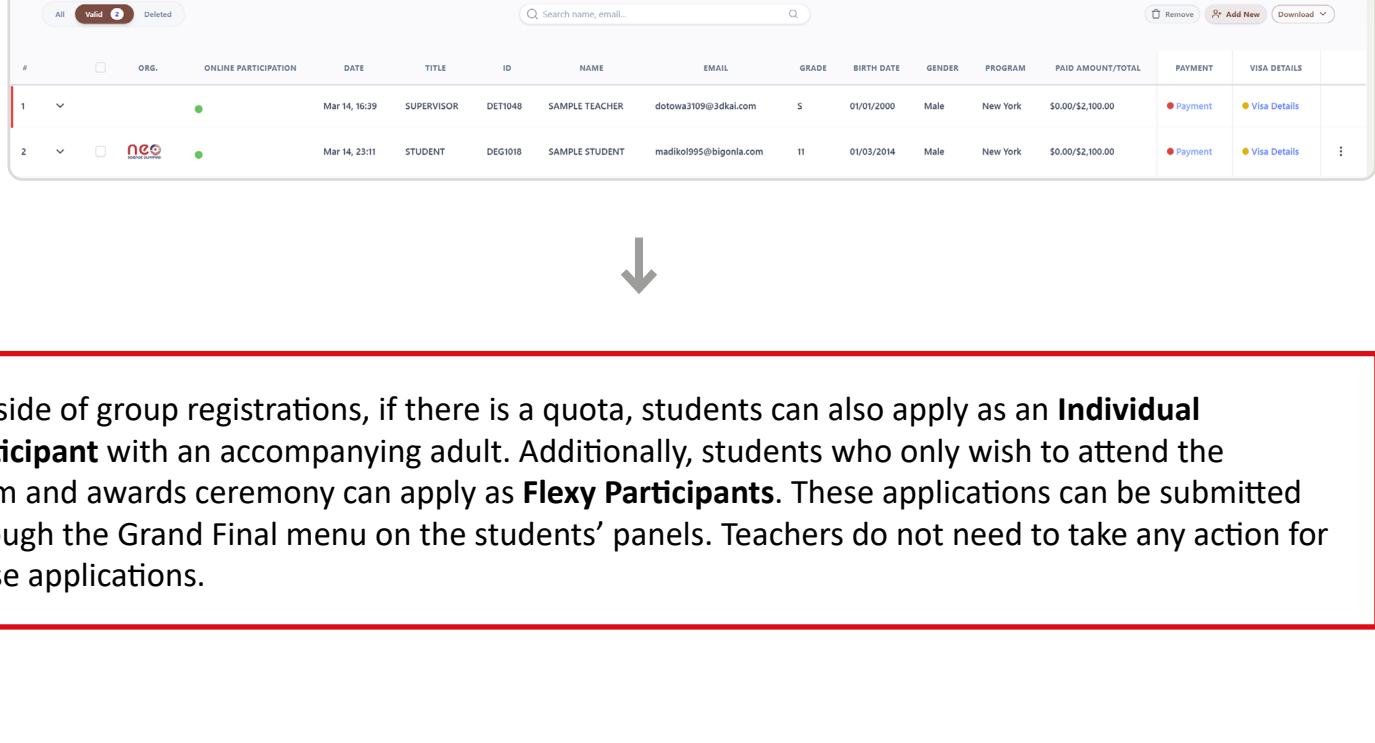 All Valid 2 Deleted Search name, email... Remove Add New Download
# ORG. ONLINE PARTICIPATION DATE TITLE ID NAME EMAIL GRADE BIRTH DATE GENDER PROGRAM PAID AMOUNT/TOTAL PAYMENT VISA DETAILS
1 Mar 14, 16:39 SUPERVISOR DET1048 SAMPLE TEACHER dotowa3109@3dkai.com S 01/01/2000 Male New York $0.00/$2,100.00 Payment Visa Details
2 neo SCIENCE OLYMPIAD Mar 14, 23:11 STUDENT DEG1018 SAMPLE STUDENT madikol995@bigonla.com 11 01/03/2014 Male New York $0.00/$2,100.00 Payment Visa Details
side of group registrations, if there is a quota, students can also apply as an Individual
ticipant with an accompanying adult. Additionally, students who only wish to attend the
m and awards ceremony can apply as Flexy Participants. These applications can be submitted
ough the Grand Final menu on the students’ panels. Teachers do not need to take any action for
se applications.